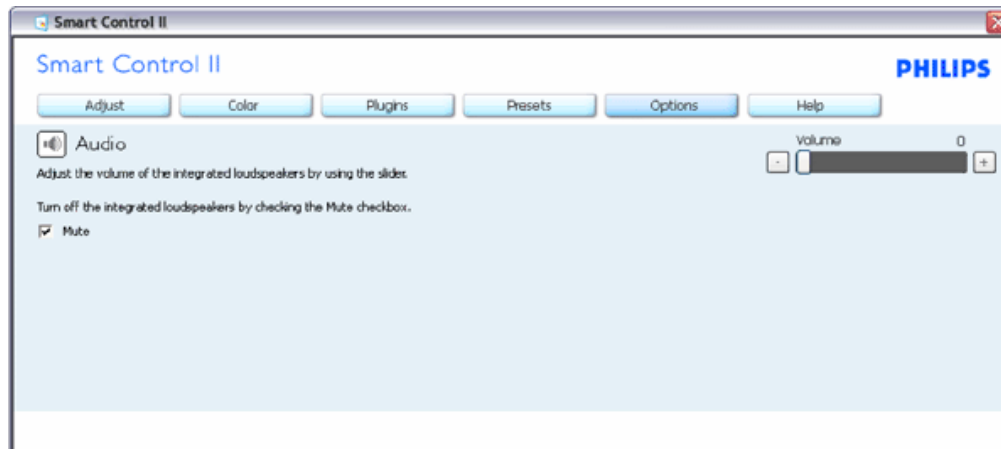 Smart Control II
Smart Control II
PHILIPS
Adjust Color Plugins Presets Options Help
Audio
Volume 0
- +
Adjust the volume of the integrated loudspeakers by using the slider.
Turn off the integrated loudspeakers by checking the Mute checkbox.
Mute